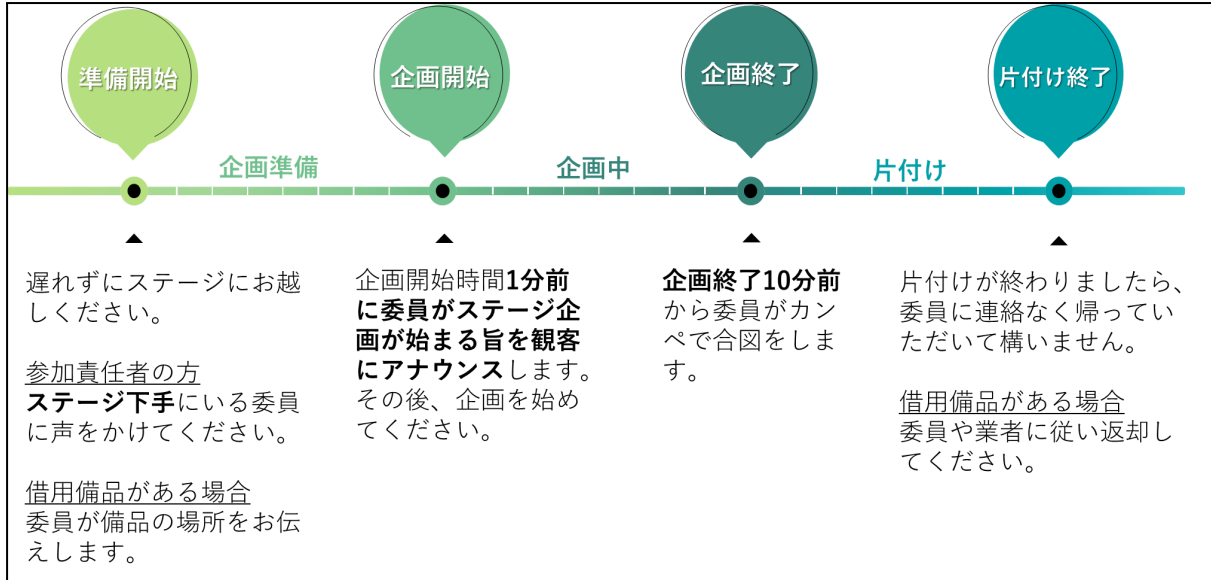 準備開始
企画開始
企画終了
片付け終了
企画準備
企画中
片付け
遅れずにステージにお越
しください。
参加責任者の方
ステージ下手にいる委員
に声をかけてください。
借用備品がある場合
委員が備品の場所をお伝
えします。
企画開始時間1分前
に委員がステージ企
画が始まる旨を観客
にアナウンスします。
その後、企画を始め
てください。
企画終了10分前
から委員がカン
ペで合図をしま
す。
片付けが終わりましたら、
委員に連絡なく帰ってい
ただいて構いません。
借用備品がある場合
委員や業者に従い返却し
てください。